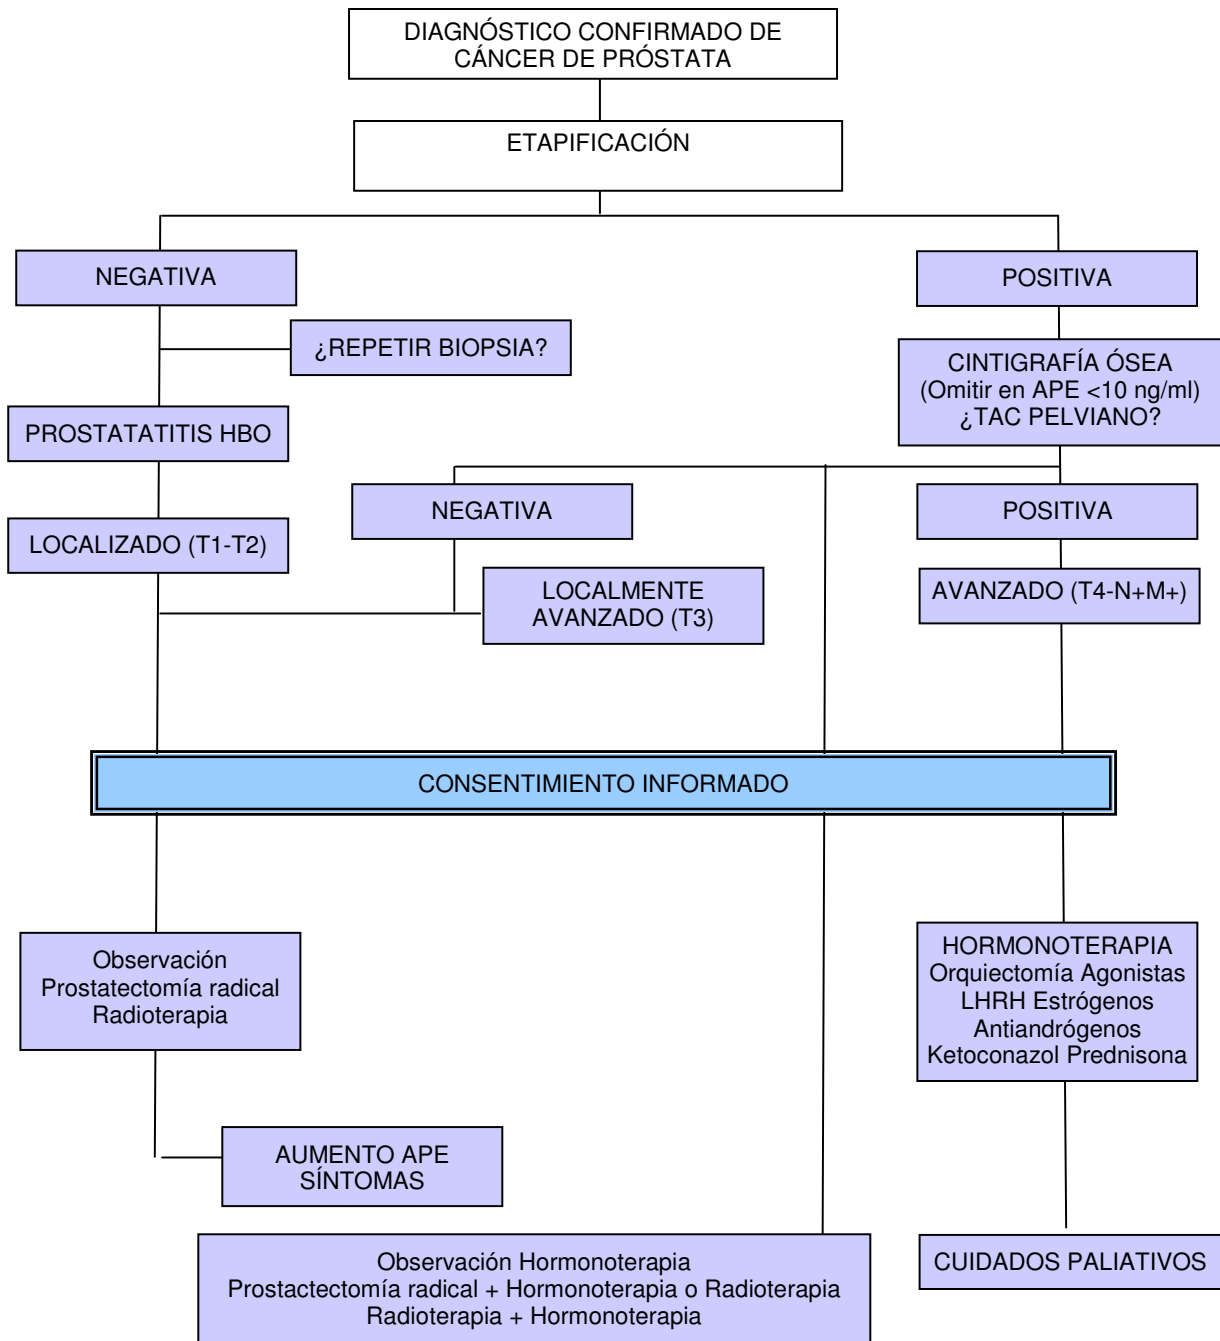 DIAGNÓSTICO CONFIRMADO DE
CÁNCER DE PRÓSTATA
ETAPIFICACIÓN
NEGATIVA
POSITIVA
¿REPETIR BIOPSIA?
CINTIGRAFÍA ÓSEA
(Omitir en APE <10 ng/ml)
¿TAC PELVIANO?
PROSTATATITIS HBO
NEGATIVA
POSITIVA
LOCALIZADO (T1-T2)
LOCALMENTE
AVANZADO (T3)
AVANZADO (T4-N+M+)
CONSENTIMIENTO INFORMADO
Observación
Prostatectomía radical
Radioterapia
HORMONOTERAPIA
Orquiectomía Agonistas
LHRH Estrógenos
Antiandrógenos
Ketoconazol Prednisona
AUMENTO APE
SÍNTOMAS
Observación Hormonoterapia
Prostactectomía radical + Hormonoterapia o Radioterapia
Radioterapia + Hormonoterapia
CUIDADOS PALIATIVOS